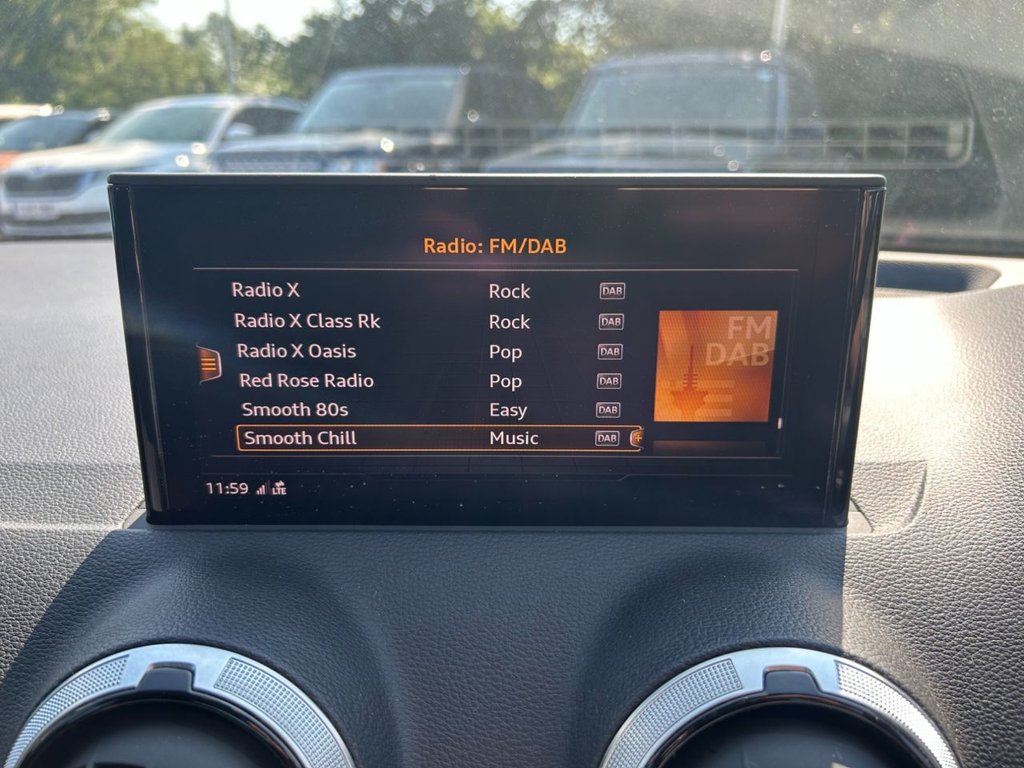 Radio: FM/DAB
Radio X Rock DAB
Radio X Class Rk Rock DAB
Radio X Oasis Pop DAB
Red Rose Radio Pop DAB
Smooth 80s Easy DAB
Smooth Chill Music DAB
FM
DAB
11:59 LTE